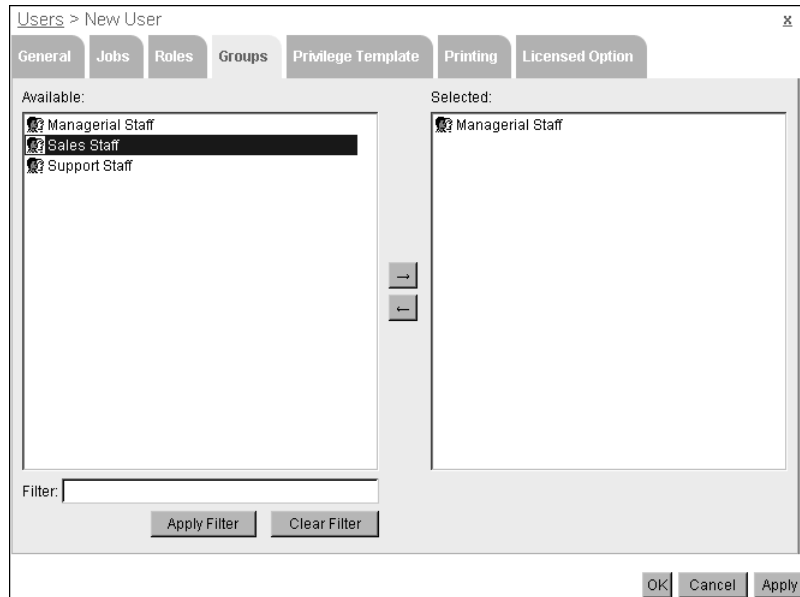 Users > New User x
General Jobs Roles Groups Privilege Template Printing Licensed Option
Available: Selected:
Managerial Staff Managerial Staff
Sales Staff
Support Staff
→
←
Filter:
Apply Filter Clear Filter
OK Cancel Apply